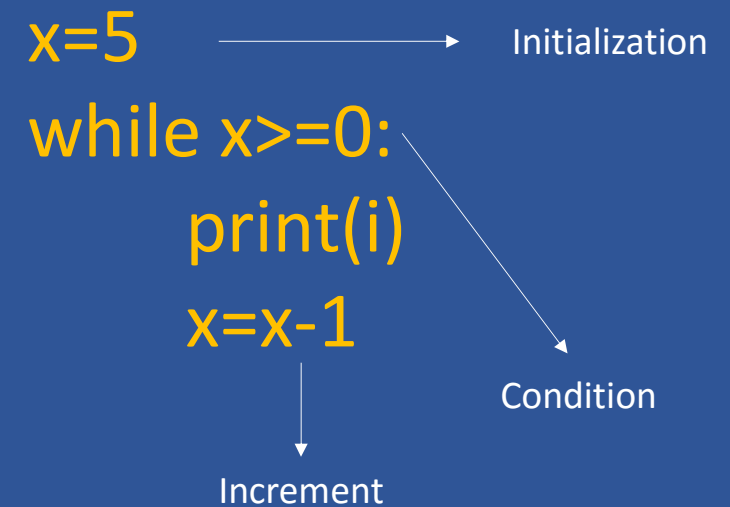 x=5
Initialization
while x>=0:
print(i)
x=x-1
Condition
Increment